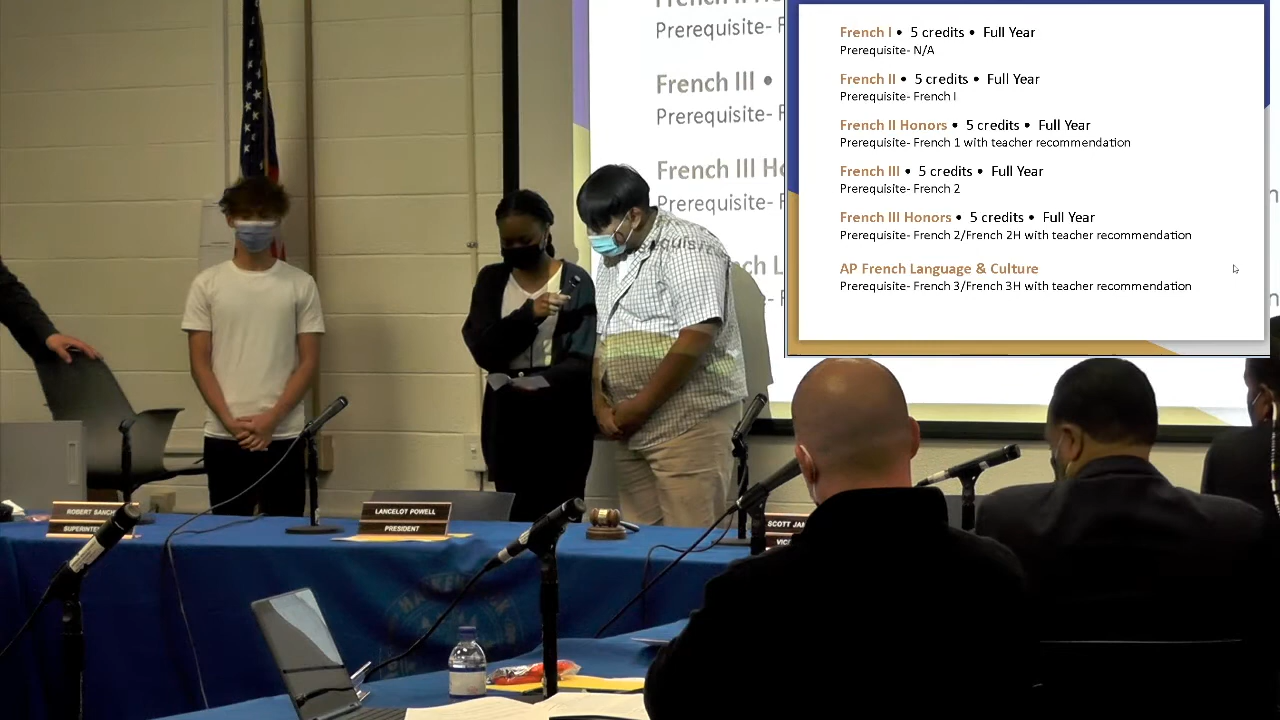 French III •
Prerequisite-
French III
Prerequisite-
French I • 5 credits • Full Year
Prerequisite- N/A
French II • 5 credits • Full Year
Prerequisite- French I
French II Honors • 5 credits • Full Year
Prerequisite- French 1 with teacher recommendation
French III • 5 credits • Full Year
Prerequisite- French 2
French III Honors • 5 credits • Full Year
Prerequisite- French 2/French 2H with teacher recommendation
AP French Language & Culture
Prerequisite- French 3/French 3H with teacher recommendation
ROBERT
LANCELOT POWELL
PRESIDENT
SCOTT